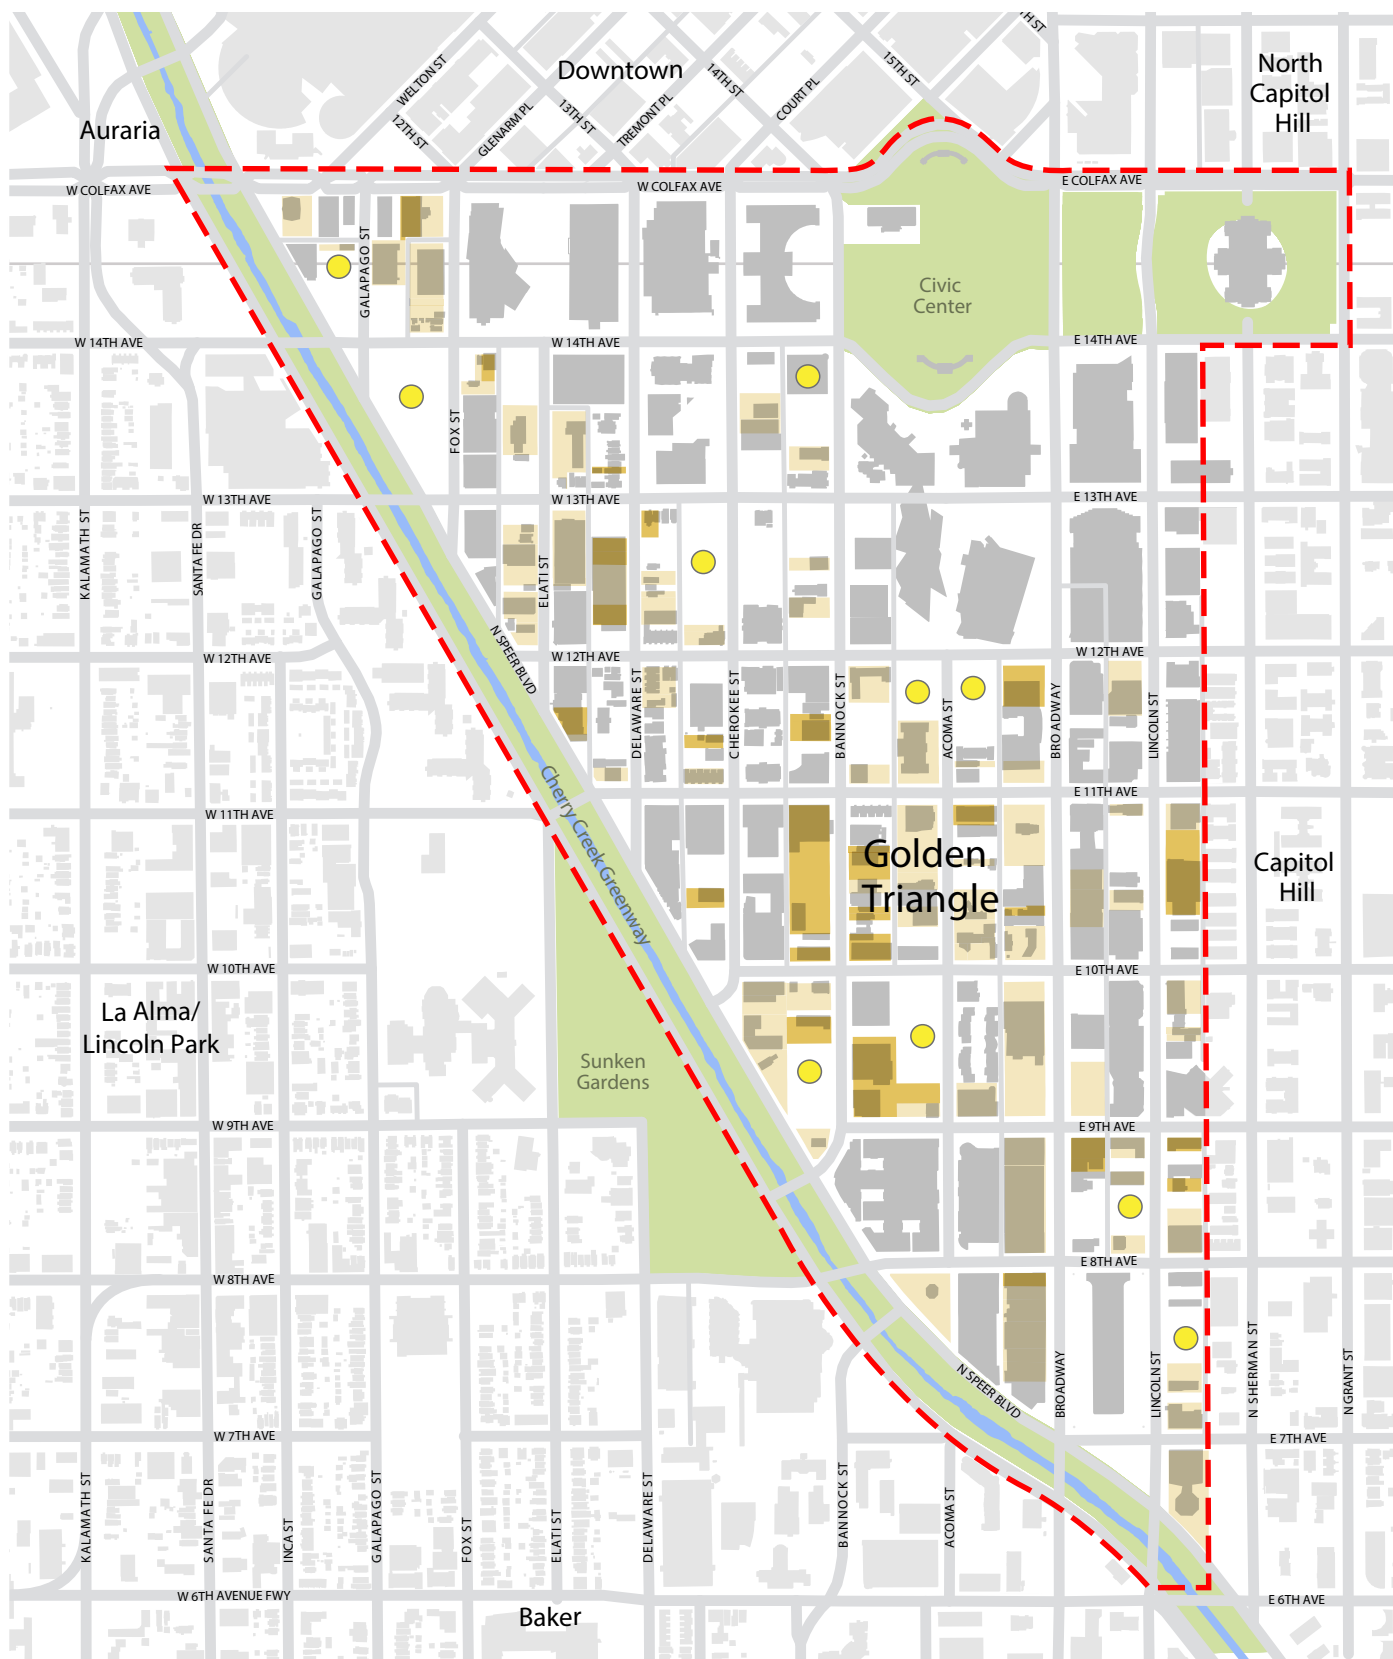 Downtown
North
Capitol
Hill
Auraria
WELTON ST
12TH ST
GLENARM PL
13TH ST
TREMONT PL
14TH ST
COURT PL
15TH ST
TH ST
W COLFAX AVE
W COLFAX AVE
E COLFAX AVE
GALAPAGO ST
Civic
Center
W 14TH AVE
W 14TH AVE
E 14TH AVE
FOX ST
W 13TH AVE
W 13TH AVE
E 13TH AVE
KALAMATH ST
SANTA FE DR
GALAPAGO ST
ELATI ST
N SPEER BLVD
W 12TH AVE
W 12TH AVE
E 12TH AVE
DELAWARE ST
CHEROKEE ST
BANNOCK ST
ACOMA ST
BROADWAY
LINCOLN ST
Cherry Creek Greenway
W 11TH AVE
E 11TH AVE
Golden
Triangle
Capitol
Hill
W 10TH AVE
E 10TH AVE
La Alma/
Lincoln Park
Sunken
Gardens
W 9TH AVE
E 9TH AVE
W 8TH AVE
E 8TH AVE
N SPEER BLVD
BROADWAY
LINCOLN ST
N SHERMAN ST
N GRANT ST
W 7TH AVE
E 7TH AVE
KALAMATH ST
SANTA FE DR
INCA ST
GALAPAGO ST
FOX ST
ELATI ST
DELAWARE ST
BANNOCK ST
ACOMA ST
W 6TH AVENUE FWY
E 6TH AVE
Baker